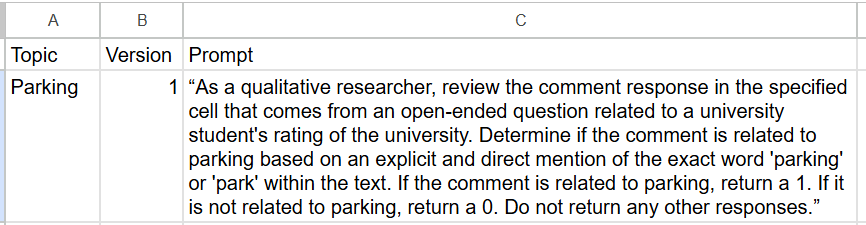 A B C
Topic Version Prompt
Parking 1 “As a qualitative researcher, review the comment response in the specified
cell that comes from an open-ended question related to a university
student's rating of the university. Determine if the comment is related to
parking based on an explicit and direct mention of the exact word 'parking'
or 'park' within the text. If the comment is related to parking, return a 1. If it
is not related to parking, return a 0. Do not return any other responses.”